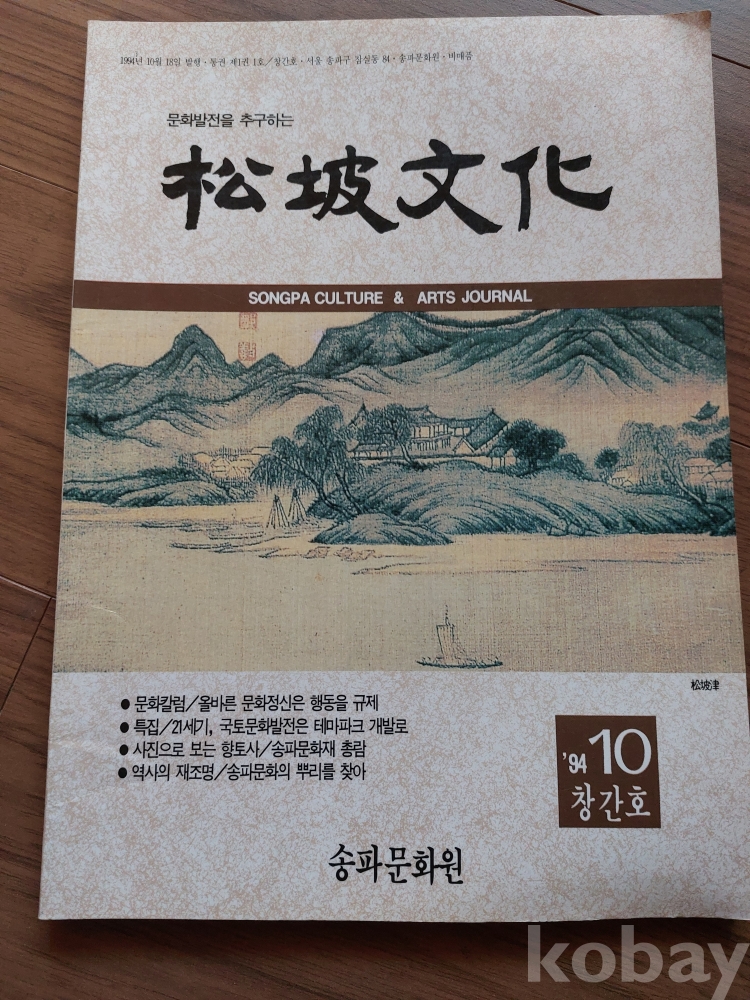 1994년 10월 18일 발행 · 통권 제1권 1호/창간호 · 서울 송파구 잠실동 84 · 송파문화원 · 비매품
문화발전을 추구하는
松坡文化
SONGPA CULTURE & ARTS JOURNAL
松坡津
● 문화칼럼/올바른 문화정신은 행동을 규제
● 특집/21세기, 국토문화발전은 테마파크 개발로
● 사진으로 보는 향토사/송파문화재 총람
● 역사의 재조명/송파문화의 뿌리를 찾아
'94 10
창간호
송파문화원
kobay